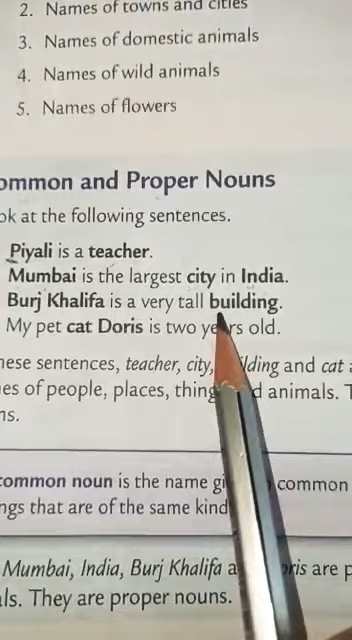 2. Names of towns and cities
3. Names of domestic animals
4. Names of wild animals
5. Names of flowers
ommon and Proper Nouns
ok at the following sentences.
Piyali is a teacher.
Mumbai is the largest city in India.
Burj Khalifa is a very tall building.
My pet cat Doris is two years old.
hese sentences, teacher, city, lding and cat
es of people, places, thing d animals. T
ns.
ommon noun is the name gi common
ngs that are of the same kind
Mumbai, India, Burj Khalifa a ris are p
ls. They are proper nouns.